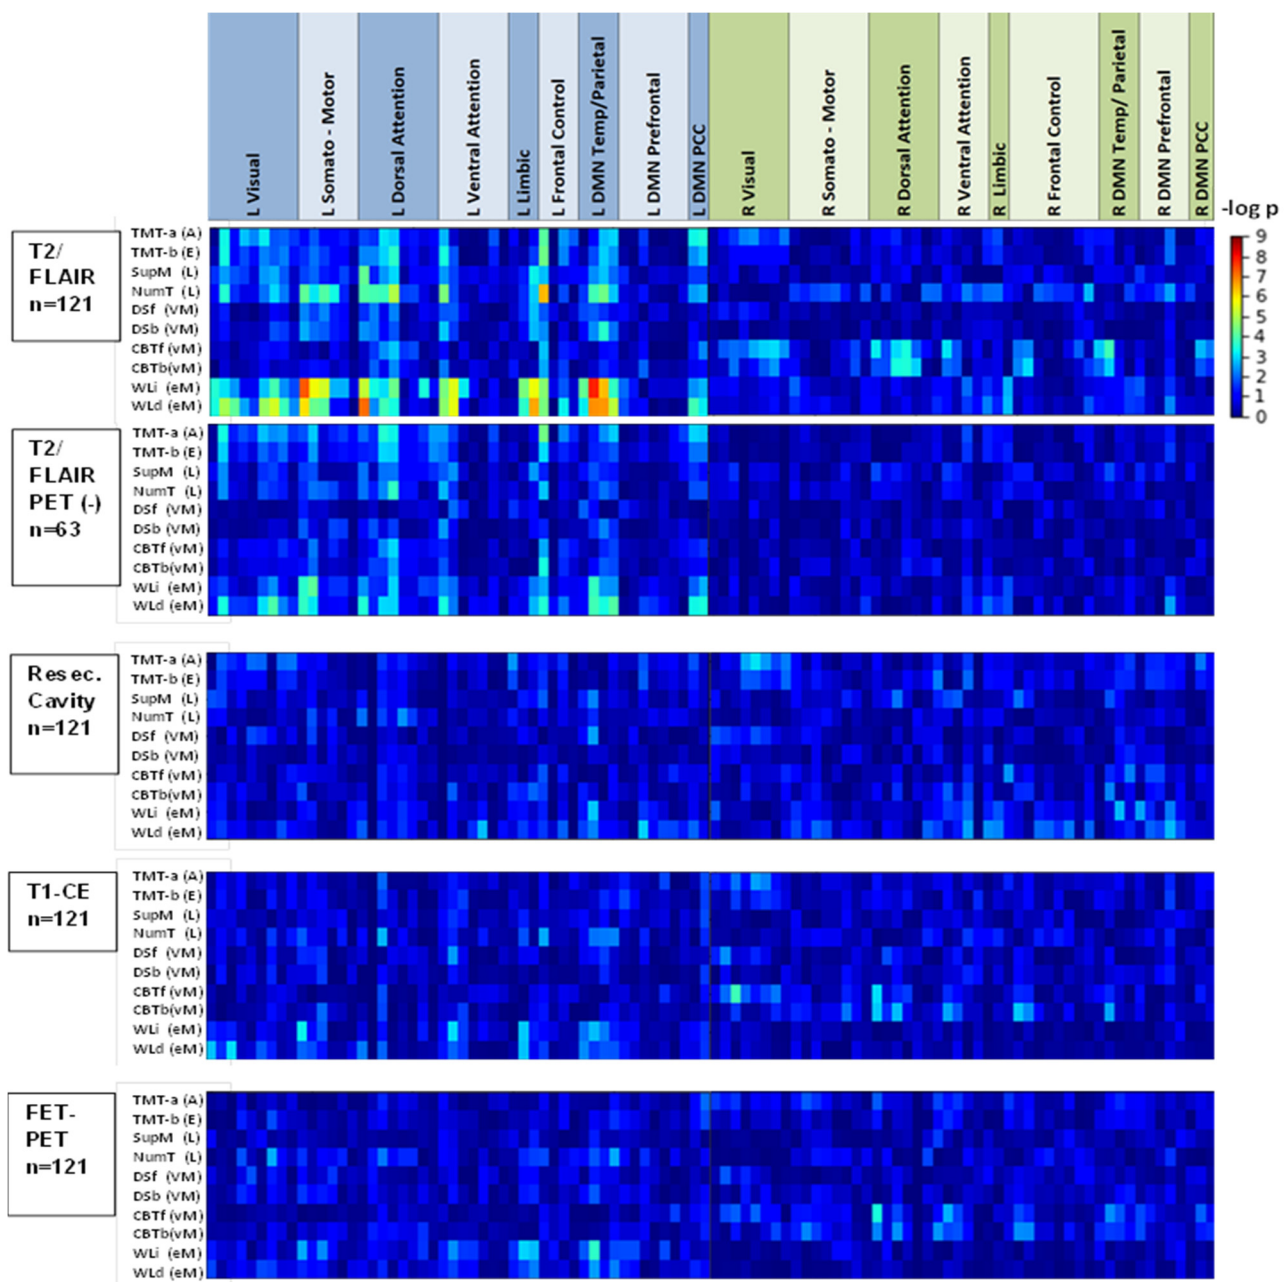 L Visual
L Somato - Motor
L Dorsal Attention
L Ventral Attention
L Limbic
L Frontal Control
L DMN Temp/Parietal
L DMN Prefrontal
L DMN PCC
R Visual
R Somato - Motor
R Dorsal Attention
R Ventral Attention
R Limbic
R Frontal Control
R DMN Temp/ Parietal
R DMN Prefrontal
R DMN PCC
-log p
9
8
7
6
5
4
3
2
1
0
T2/
FLAIR
n=121
TMT-a (A)
TMT-b (E)
SupM (L)
NumT (L)
DSf (VM)
DSb (VM)
CBTf (vM)
CBTb(vM)
WLi (eM)
WLd (eM)
T2/
FLAIR
PET (-)
n=63
TMT-a (A)
TMT-b (E)
SupM (L)
NumT (L)
DSf (VM)
DSb (VM)
CBTf (vM)
CBTb(vM)
WLi (eM)
WLd (eM)
Resec.
Cavity
n=121
TMT-a (A)
TMT-b (E)
SupM (L)
NumT (L)
DSf (VM)
DSb (VM)
CBTf (vM)
CBTb(vM)
WLi (eM)
WLd (eM)
T1-CE
n=121
TMT-a (A)
TMT-b (E)
SupM (L)
NumT (L)
DSf (VM)
DSb (VM)
CBTf (vM)
CBTb(vM)
WLi (eM)
WLd (eM)
FET-
PET
n=121
TMT-a (A)
TMT-b (E)
SupM (L)
NumT (L)
DSf (VM)
DSb (VM)
CBTf (vM)
CBTb(vM)
WLi (eM)
WLd (eM)